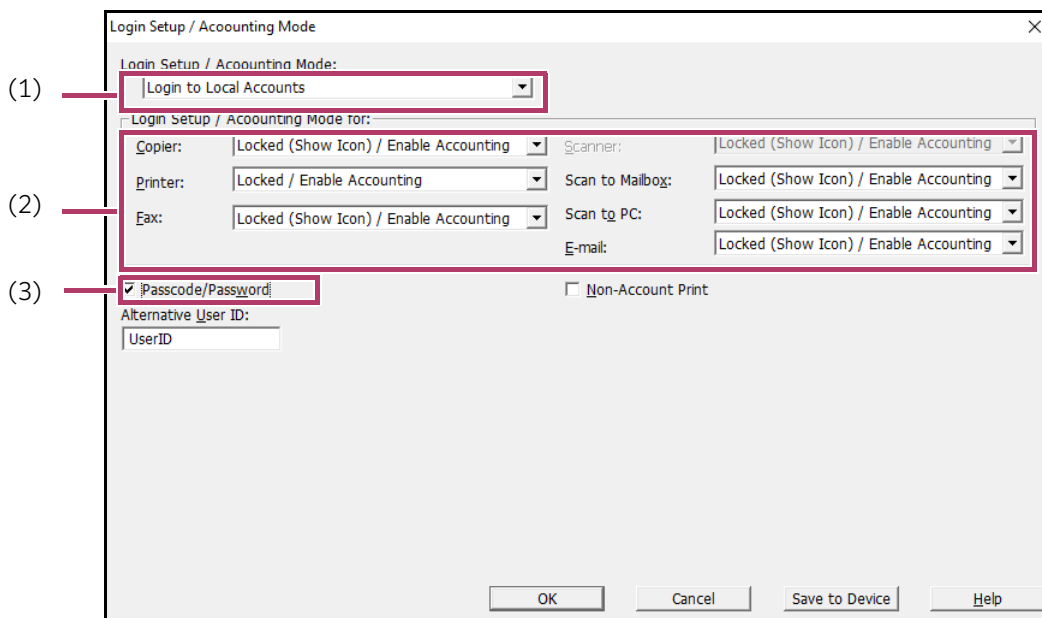 Login Setup / Acoounting Mode
Login Setup / Acoounting Mode:
(1)
Login to Local Accounts
Login Setup / Acoounting Mode for:
(2)
Copier: Locked (Show Icon) / Enable Accounting
Scanner: Locked (Show Icon) / Enable Accounting
Printer: Locked / Enable Accounting
Scan to Mailbox: Locked (Show Icon) / Enable Accounting
Fax: Locked (Show Icon) / Enable Accounting
Scan to PC: Locked (Show Icon) / Enable Accounting
E-mail: Locked (Show Icon) / Enable Accounting
(3)
Passcode/Password
Non-Account Print
Alternative User ID:
UserID
OK Cancel Save to Device Help